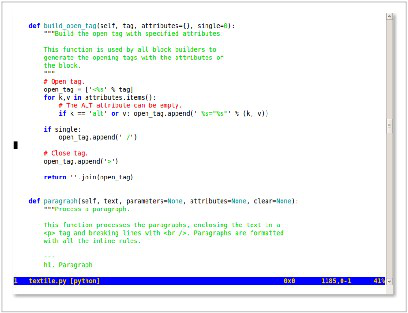 def build_open_tag(self, tag, attributes={}, single=0):
"""Build the open tag with specified attributes
This function is used by all block builders to
generate the opening tags with the attributes of
the block.
"""
# Open tag.
open_tag = ['<%s' % tag]
for k,v in attributes.items():
# The ALT attribute can be empty.
if k == 'alt' or v: open_tag.append(' %s="%s"' % (k, v))
if single:
open_tag.append(' /')
# Close tag.
open_tag.append('>')
return ''.join(open_tag)
def paragraph(self, text, parameters=None, attributes=None, clear=None):
"""Process a paragraph.
This function processes the paragraphs, enclosing the text in a
<p> tag and breaking lines with <br />. Paragraphs are formatted
with all the inline rules.
---
h1. Paragraph
1 textile.py [python] 0x0 1185,0-1 41%